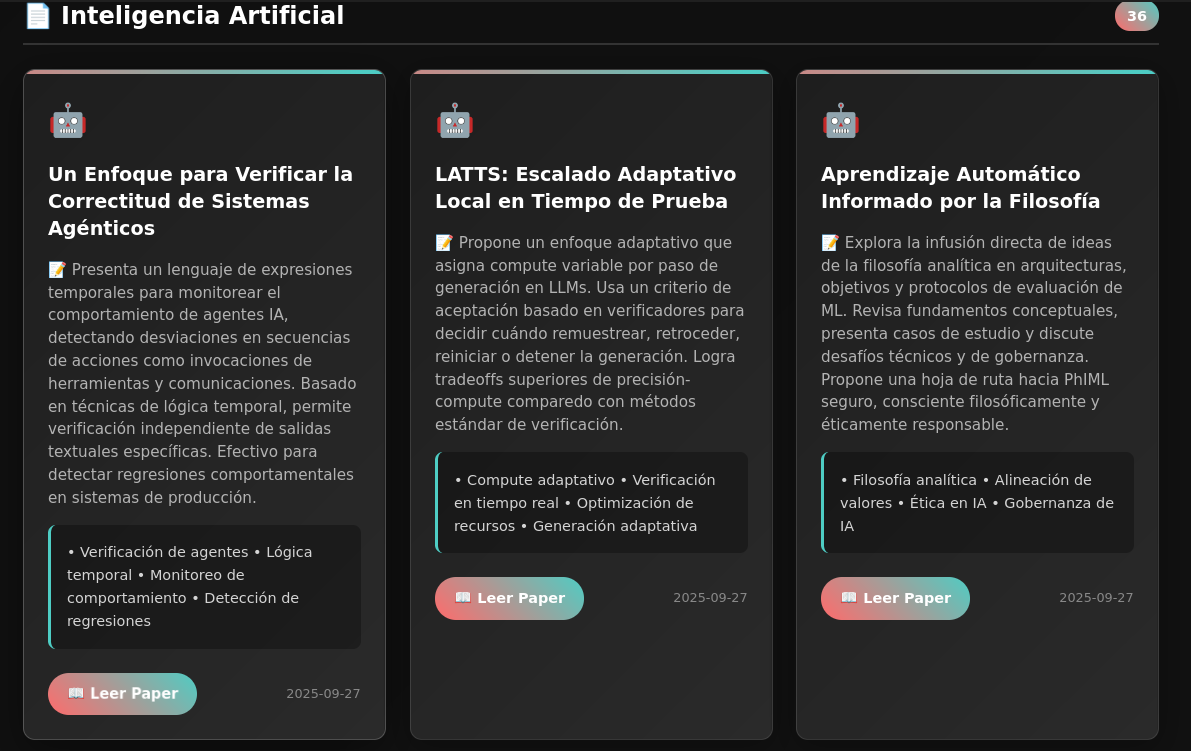 📄 Inteligencia Artificial
36
Un Enfoque para Verificar la
Correctitud de Sistemas
Agénticos
📝 Presenta un lenguaje de expresiones
temporales para monitorear el
comportamiento de agentes IA,
detectando desviaciones en secuencias
de acciones como invocaciones de
herramientas y comunicaciones. Basado
en técnicas de lógica temporal, permite
verificación independiente de salidas
textuales específicas. Efectivo para
detectar regresiones comportamentales
en sistemas de producción.
• Verificación de agentes • Lógica
temporal • Monitoreo de
comportamiento • Detección de
regresiones
📖 Leer Paper
2025-09-27
LATTS: Escalado Adaptativo
Local en Tiempo de Prueba
📝 Propone un enfoque adaptativo que
asigna compute variable por paso de
generación en LLMs. Usa un criterio de
aceptación basado en verificadores para
decidir cuándo remuestrear, retroceder,
reiniciar o detener la generación. Logra
tradeoffs superiores de precisión-
compute comparedo con métodos
estándar de verificación.
• Compute adaptativo • Verificación
en tiempo real • Optimización de
recursos • Generación adaptativa
📖 Leer Paper
2025-09-27
Aprendizaje Automático
Informado por la Filosofía
📝 Explora la infusión directa de ideas
de la filosofía analítica en arquitecturas,
objetivos y protocolos de evaluación de
ML. Revisa fundamentos conceptuales,
presenta casos de estudio y discute
desafíos técnicos y de gobernanza.
Propone una hoja de ruta hacia PhIML
seguro, consciente filosóficamente y
éticamente responsable.
• Filosofía analítica • Alineación de
valores • Ética en IA • Gobernanza de
IA
📖 Leer Paper
2025-09-27